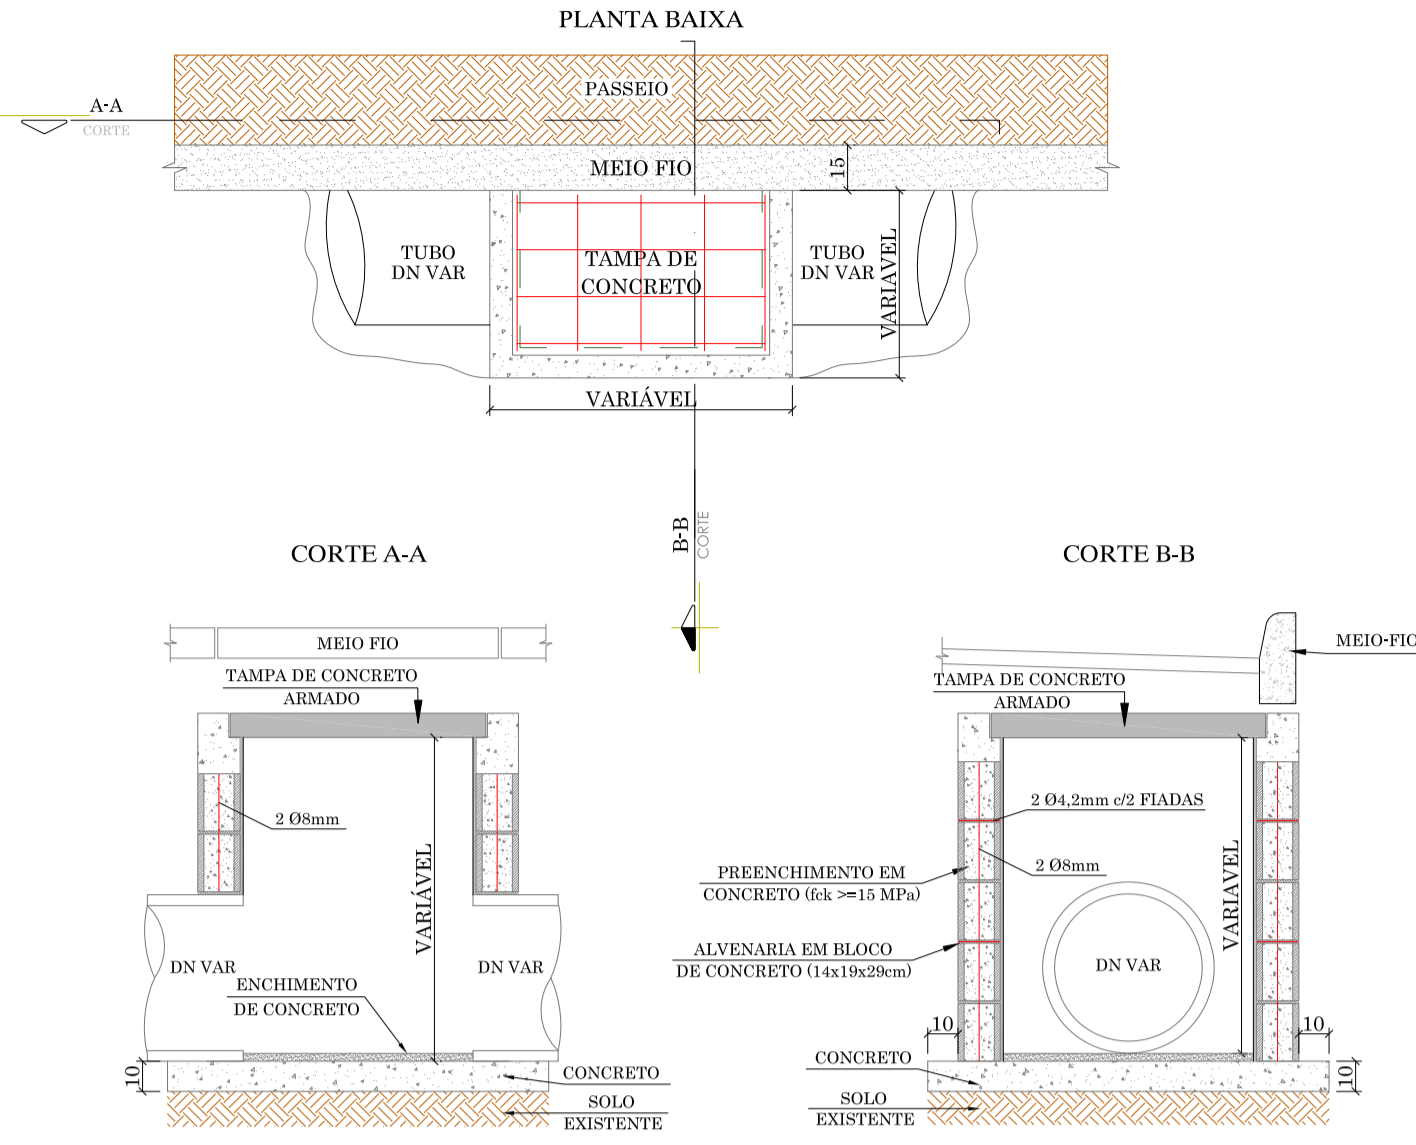 PLANTA BAIXA
PASSEIO
A-A
CORTE
MEIO FIO
15
TUBO
DN VAR
TAMPA DE
CONCRETO
TUBO
DN VAR
VARIAVEL
VARIÁVEL
B-B
CORTE
CORTE A-A
CORTE B-B
MEIO FIO
TAMPA DE CONCRETO
ARMADO
2 Ø8mm
VARIÁVEL
DN VAR
DN VAR
ENCHIMENTO
DE CONCRETO
10
CONCRETO
SOLO
EXISTENTE
MEIO-FIO
TAMPA DE CONCRETO
ARMADO
2 Ø4,2mm c/2 FIADAS
2 Ø8mm
PREENCHIMENTO EM
CONCRETO (fck >=15 MPa)
VARIAVEL
ALVENARIA EM BLOCO
DE CONCRETO (14x19x29cm)
DN VAR
10
10
CONCRETO
10
SOLO
EXISTENTE